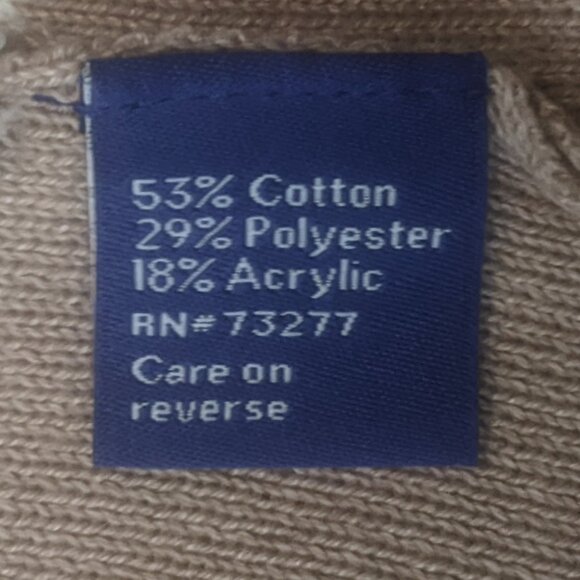 53% Cotton
29% Polyester
18% Acrylic
RN# 73277
Care on
reverse